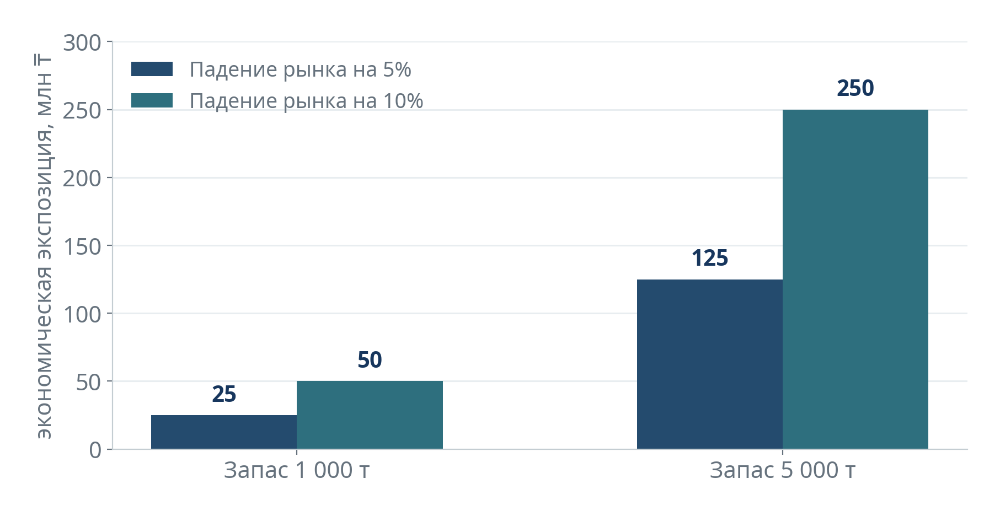 экономическая экспозиция, млн ₸
300
250
200
150
100
50
0
Падение рынка на 5%
Падение рынка на 10%
25
50
125
250
Запас 1 000 т
Запас 5 000 т